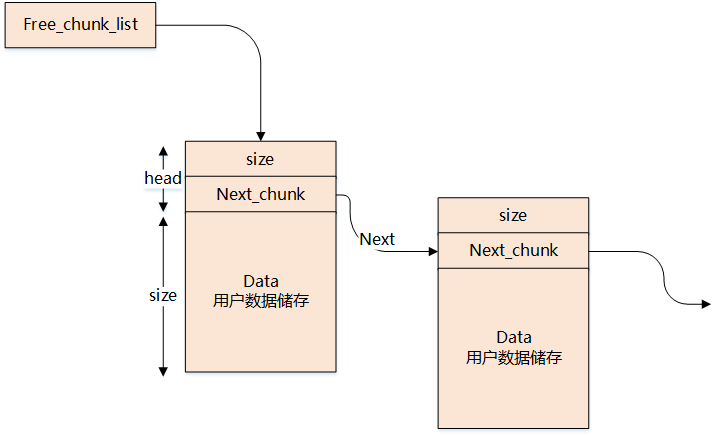 Free_chunk_list
size
head
Next_chunk
Next
size
Data
用户数据储存
size
Next_chunk
Data
用户数据储存